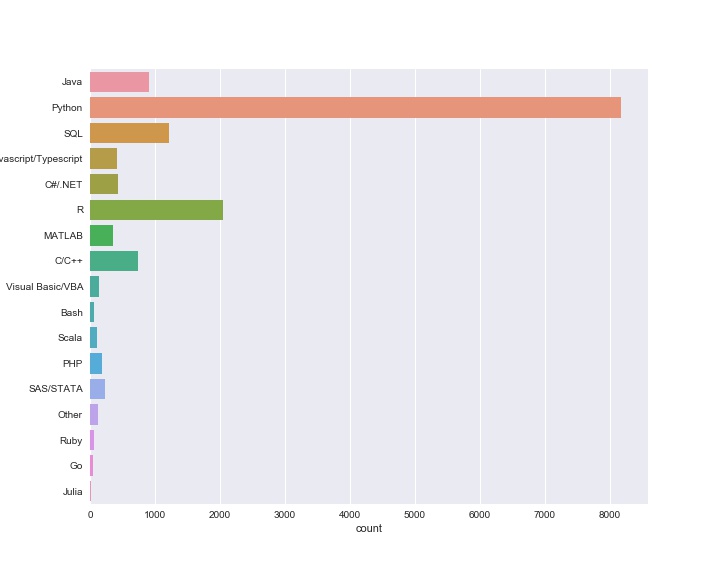 Java
Python
SQL
vascript/Typescript
C#/.NET
R
MATLAB
C/C++
Visual Basic/VBA
Bash
Scala
PHP
SAS/STATA
Other
Ruby
Go
Julia
0 1000 2000 3000 4000 5000 6000 7000 8000
count